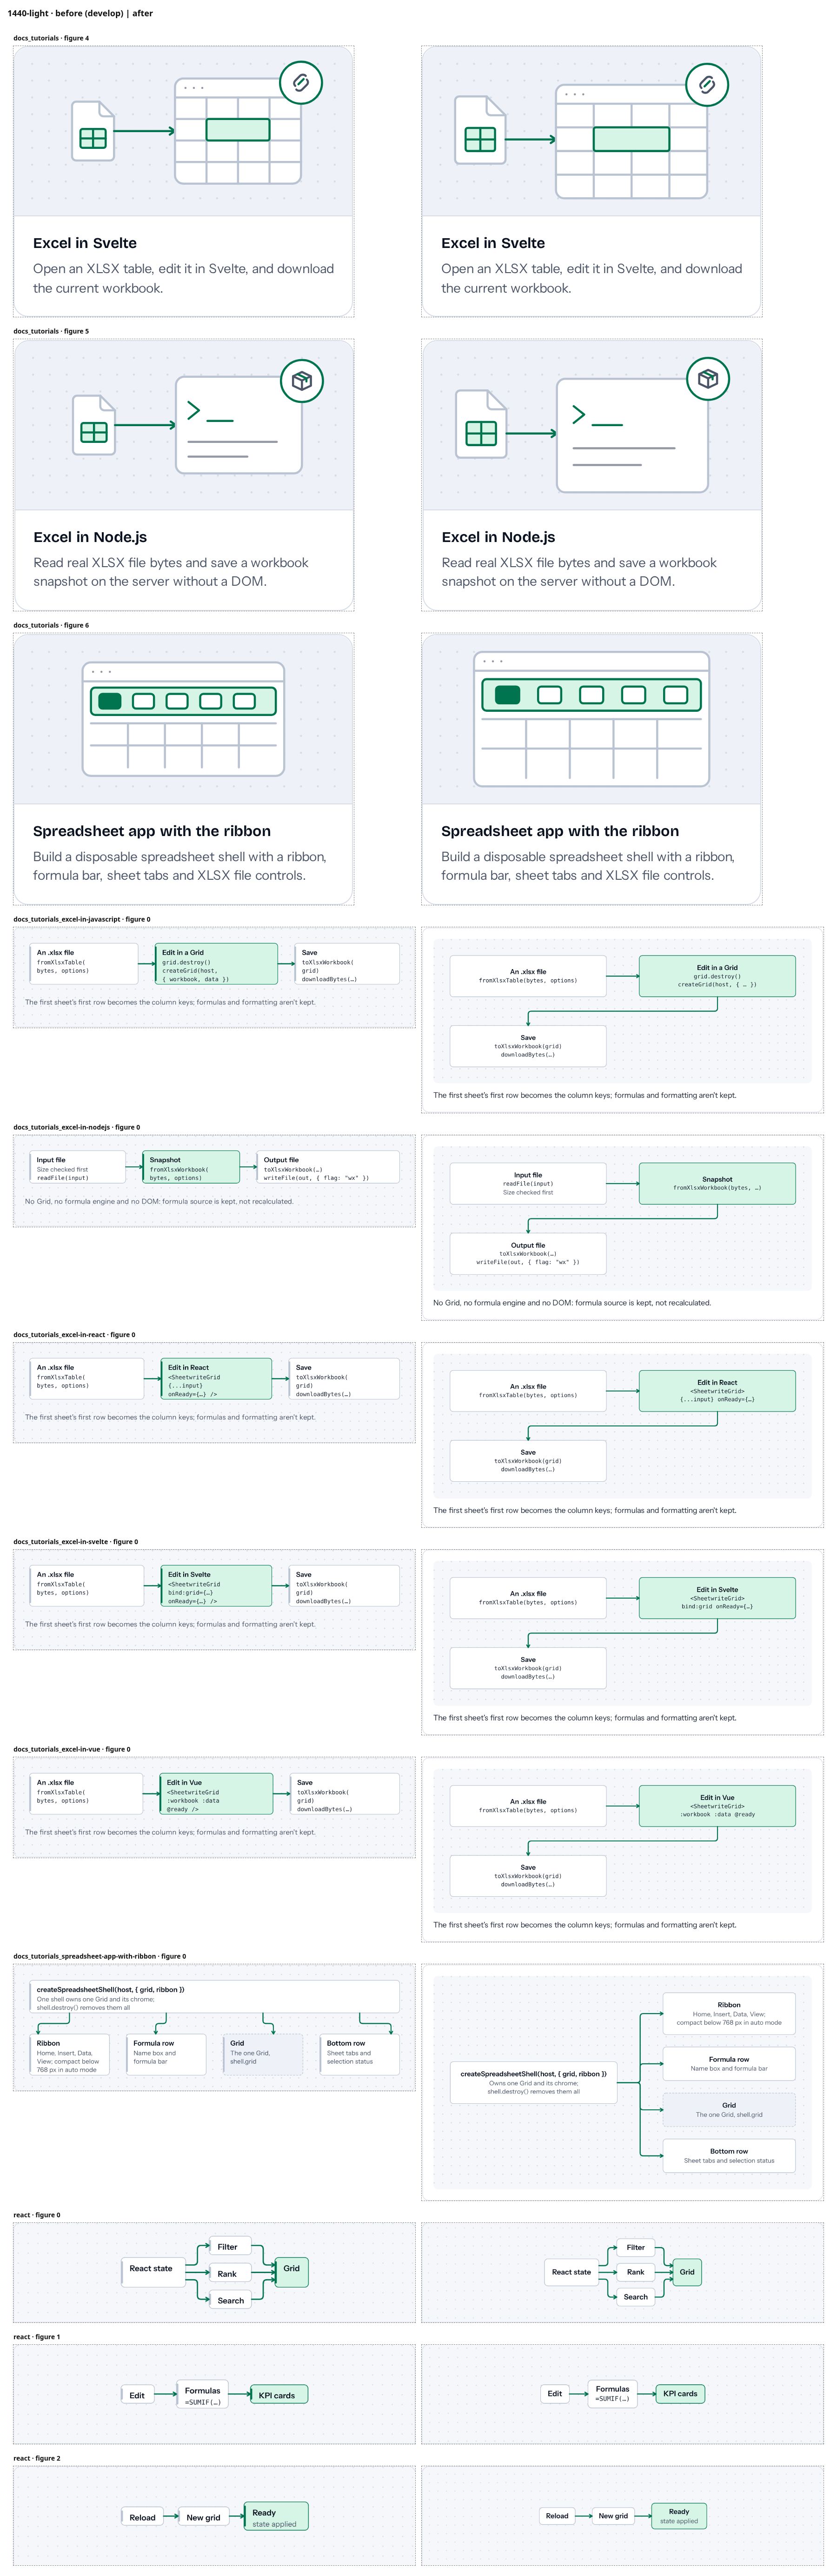 1440-light · before (develop) | after
docs_tutorials · figure 4
Excel in Svelte
Open an XLSX table, edit it in Svelte, and download
the current workbook.
Excel in Svelte
Open an XLSX table, edit it in Svelte, and download
the current workbook.
docs_tutorials · figure 5
Excel in Node.js
Read real XLSX file bytes and save a workbook
snapshot on the server without a DOM.
Excel in Node.js
Read real XLSX file bytes and save a workbook
snapshot on the server without a DOM.
docs_tutorials · figure 6
Spreadsheet app with the ribbon
Build a disposable spreadsheet shell with a ribbon,
formula bar, sheet tabs and XLSX file controls.
Spreadsheet app with the ribbon
Build a disposable spreadsheet shell with a ribbon,
formula bar, sheet tabs and XLSX file controls.
docs_tutorials_excel-in-javascript · figure 0
An .xlsx file
fromXlsxTable(
bytes, options)
Edit in a Grid
grid.destroy()
createGrid(host,
{ workbook, data })
Save
toXlsxWorkbook(
grid)
downloadBytes(…)
The first sheet's first row becomes the column keys; formulas and formatting aren't kept.
An .xlsx file
fromXlsxTable(bytes, options)
Edit in a Grid
grid.destroy()
createGrid(host, { … })
Save
toXlsxWorkbook(grid)
downloadBytes(…)
The first sheet's first row becomes the column keys; formulas and formatting aren't kept.
docs_tutorials_excel-in-nodejs · figure 0
Input file
Size checked first
readFile(input)
Snapshot
fromXlsxWorkbook(
bytes, options)
Output file
toXlsxWorkbook(…)
writeFile(out, { flag: "wx" })
No Grid, no formula engine and no DOM: formula source is kept, not recalculated.
Input file
readFile(input)
Size checked first
Snapshot
fromXlsxWorkbook(bytes, …)
Output file
toXlsxWorkbook(…)
writeFile(out, { flag: "wx" })
No Grid, no formula engine and no DOM: formula source is kept, not recalculated.
docs_tutorials_excel-in-react · figure 0
An .xlsx file
fromXlsxTable(
bytes, options)
Edit in React
<SheetwriteGrid
{...input}
onReady={…} />
Save
toXlsxWorkbook(
grid)
downloadBytes(…)
The first sheet's first row becomes the column keys; formulas and formatting aren't kept.
An .xlsx file
fromXlsxTable(bytes, options)
Edit in React
<SheetwriteGrid>
{...input} onReady={…}
Save
toXlsxWorkbook(grid)
downloadBytes(…)
The first sheet's first row becomes the column keys; formulas and formatting aren't kept.
docs_tutorials_excel-in-svelte · figure 0
An .xlsx file
fromXlsxTable(
bytes, options)
Edit in Svelte
<SheetwriteGrid
bind:grid={…}
onReady={…} />
Save
toXlsxWorkbook(
grid)
downloadBytes(…)
The first sheet's first row becomes the column keys; formulas and formatting aren't kept.
An .xlsx file
fromXlsxTable(bytes, options)
Edit in Svelte
<SheetwriteGrid>
bind:grid onReady={…}
Save
toXlsxWorkbook(grid)
downloadBytes(…)
The first sheet's first row becomes the column keys; formulas and formatting aren't kept.
docs_tutorials_excel-in-vue · figure 0
An .xlsx file
fromXlsxTable(
bytes, options)
Edit in Vue
<SheetwriteGrid
:workbook :data
@ready />
Save
toXlsxWorkbook(
grid)
downloadBytes(…)
The first sheet's first row becomes the column keys; formulas and formatting aren't kept.
An .xlsx file
fromXlsxTable(bytes, options)
Edit in Vue
<SheetwriteGrid>
:workbook :data @ready
Save
toXlsxWorkbook(grid)
downloadBytes(…)
The first sheet's first row becomes the column keys; formulas and formatting aren't kept.
docs_tutorials_spreadsheet-app-with-ribbon · figure 0
createSpreadsheetShell(host, { grid, ribbon })
One shell owns one Grid and its chrome;
shell.destroy() removes them all
Ribbon
Home, Insert, Data,
View; compact below
768 px in auto mode
Formula row
Name box and
formula bar
Grid
The one Grid,
shell.grid
Bottom row
Sheet tabs and
selection status
createSpreadsheetShell(host, { grid, ribbon })
Owns one Grid and its chrome;
shell.destroy() removes them all
Ribbon
Home, Insert, Data, View;
compact below 768 px in auto mode
Formula row
Name box and formula bar
Grid
The one Grid, shell.grid
Bottom row
Sheet tabs and selection status
react · figure 0
React state
Filter
Rank
Search
Grid
React state
Filter
Rank
Search
Grid
react · figure 1
Edit
Formulas
=SUMIF(…)
KPI cards
Edit
Formulas
=SUMIF(…)
KPI cards
react · figure 2
Reload
New grid
Ready
state applied
Reload
New grid
Ready
state applied